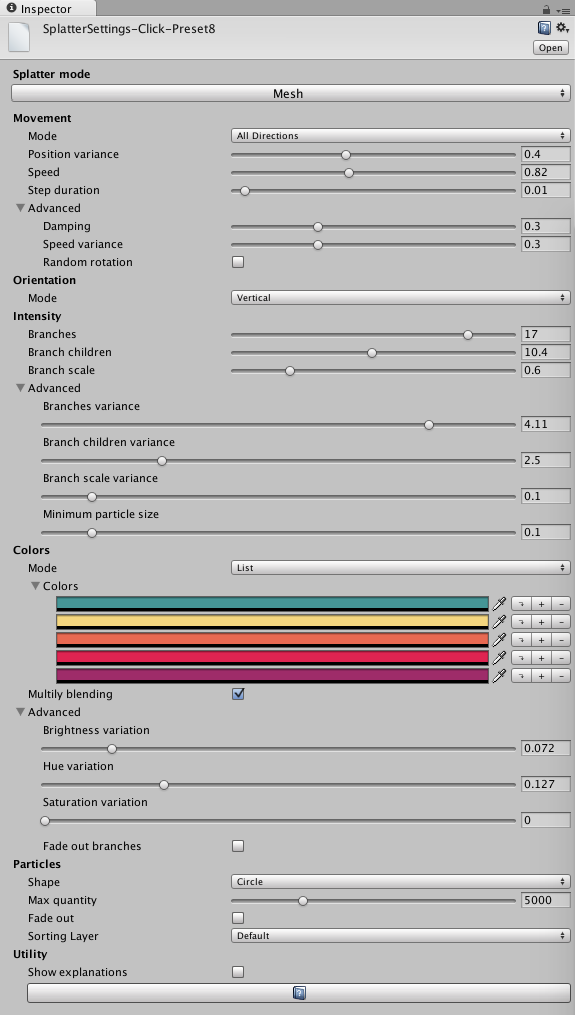 Inspector
SplatterSettings-Click-Preset8
Open
Splatter mode
Mesh
Movement
Mode All Directions
Position variance 0.4
Speed 0.82
Step duration 0.01
Advanced
Damping 0.3
Speed variance 0.3
Random rotation
Orientation
Mode Vertical
Intensity
Branches 17
Branch children 10.4
Branch scale 0.6
Advanced
Branches variance
4.11
Branch children variance
2.5
Branch scale variance
0.1
Minimum particle size
0.1
Colors
Mode List
Colors
Multily blending
Advanced
Brightness variation
0.072
Hue variation
0.127
Saturation variation
0
Fade out branches
Particles
Shape Circle
Max quantity 5000
Fade out
Sorting Layer Default
Utility
Show explanations